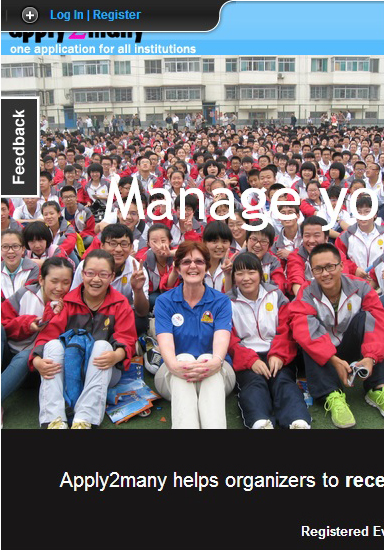 Log In | Register
apply2many
one application for all institutions
Feedback
Manage yo
Apply2many helps organizers to rece
Registered Ev